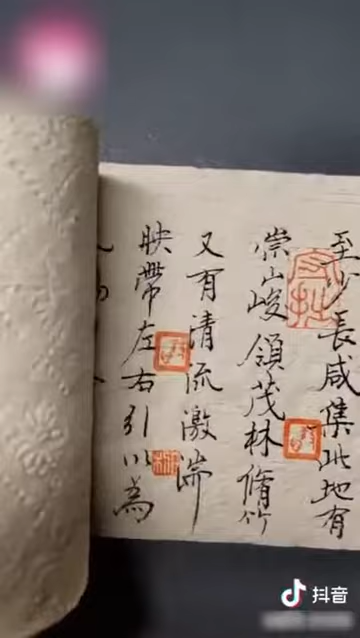 至少長咸集此地有
崇山峻領茂林脩竹
又有清流激湍
映帶左右引以為
抖音